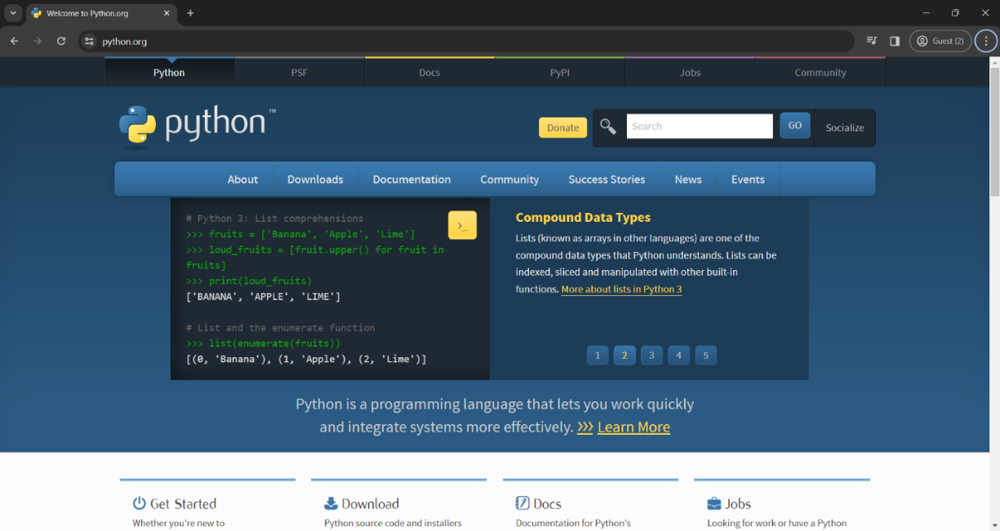 Welcome to Python.org
python.org
Guest (2)
Python PSF Docs PyPI Jobs Community
python™
Donate
Search
GO
Socialize
About Downloads Documentation Community Success Stories News Events
# Python 3: List comprehensions
>>> fruits = ['Banana', 'Apple', 'Lime']
>>> loud_fruits = [fruit.upper() for fruit in
fruits]
>>> print(loud_fruits)
['BANANA', 'APPLE', 'LIME']
# List and the enumerate function
>>> list(enumerate(fruits))
[(0, 'Banana'), (1, 'Apple'), (2, 'Lime')]
>_
Compound Data Types
Lists (known as arrays in other languages) are one of the
compound data types that Python understands. Lists can be
indexed, sliced and manipulated with other built-in
functions. More about lists in Python 3
1 2 3 4 5
Python is a programming language that lets you work quickly
and integrate systems more effectively. >>> Learn More
Get Started
Whether you're new to
Download
Python source code and installers
Docs
Documentation for Python's
Jobs
Looking for work or have a Python